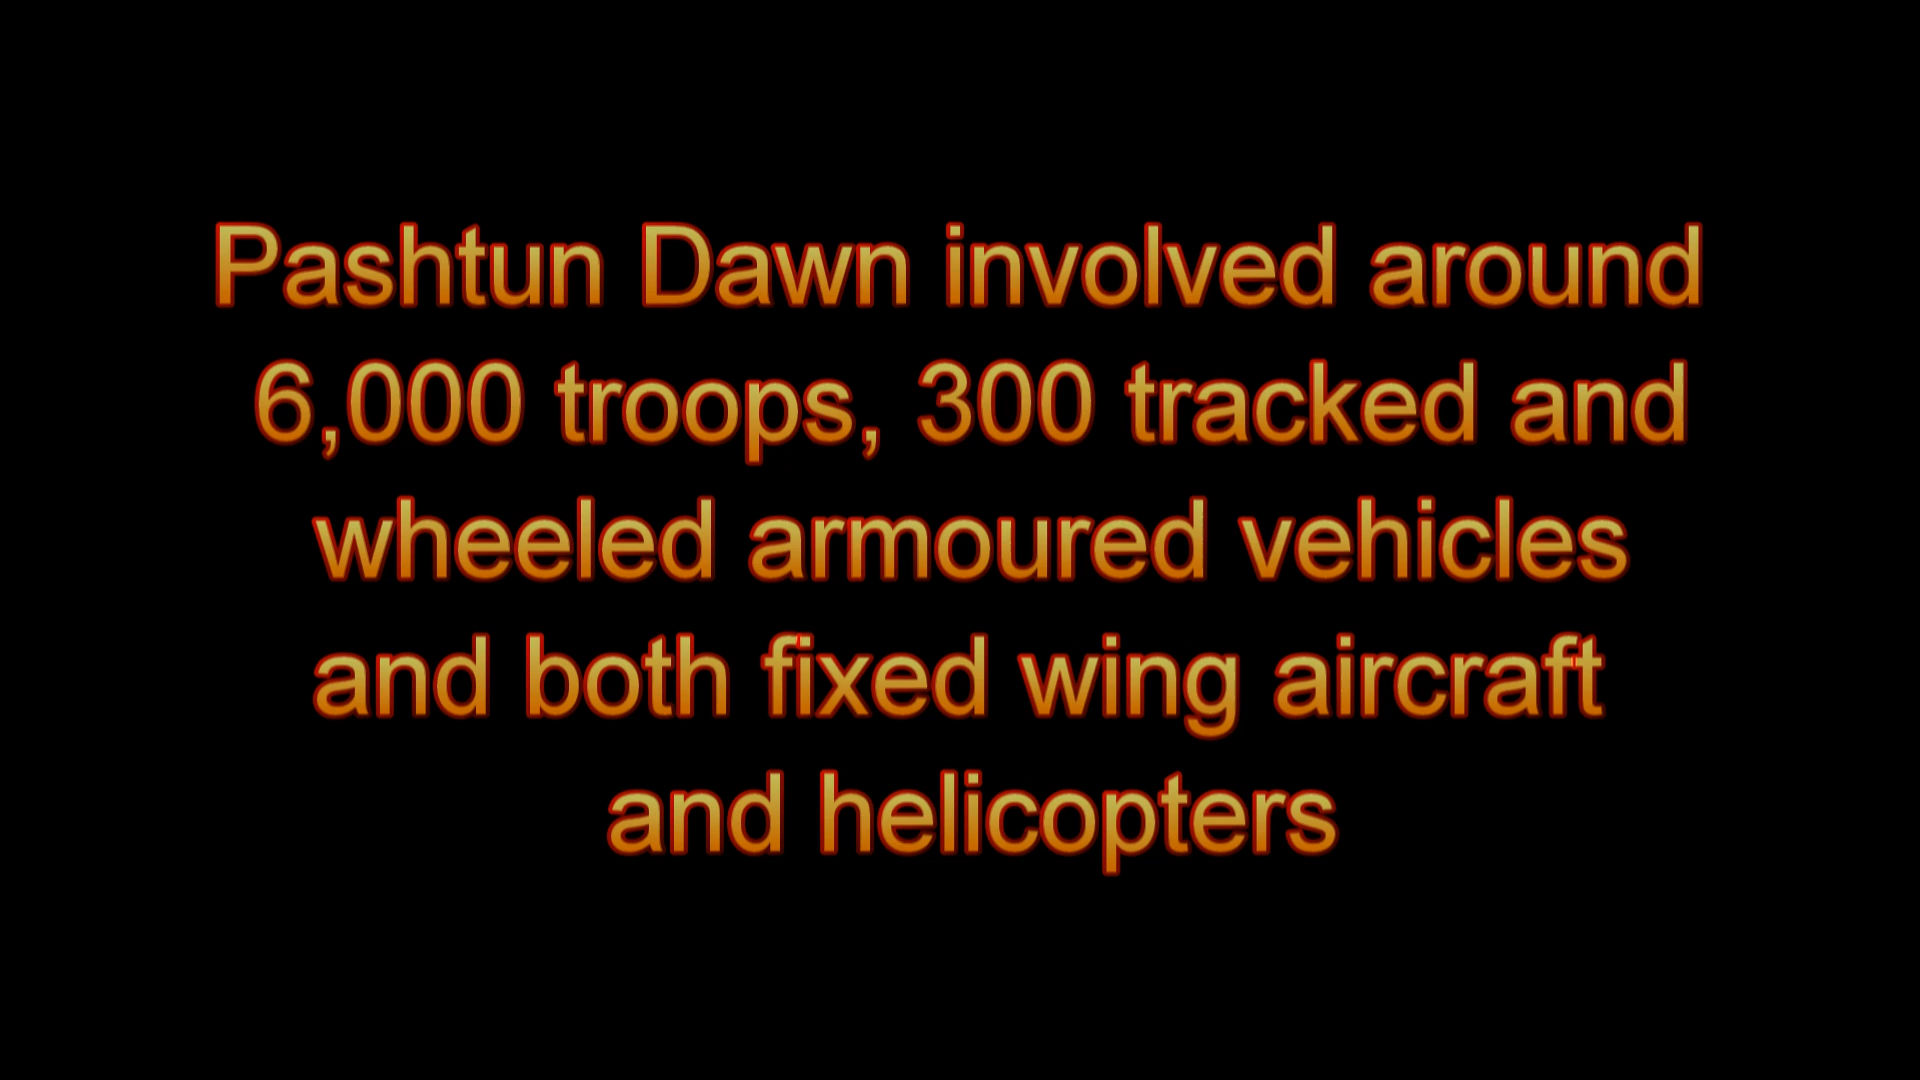 Pashtun Dawn involved around
6,000 troops, 300 tracked and
wheeled armoured vehicles
and both fixed wing aircraft
and helicopters